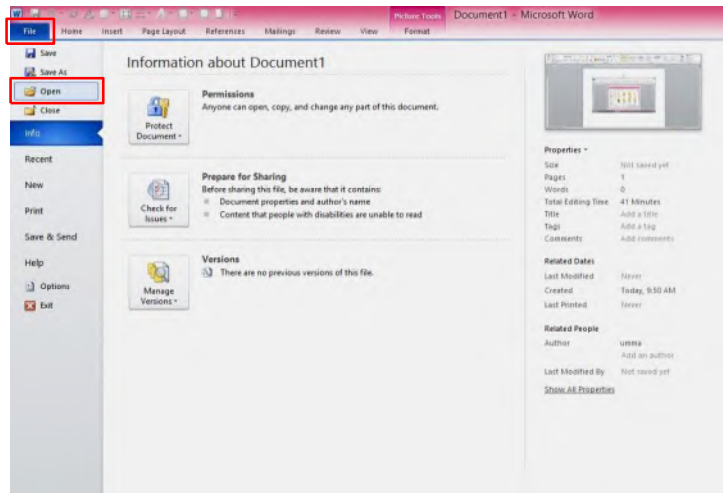 Picture Tools
Document1 - Microsoft Word
File Home Insert Page Layout References Mailings Review View Format
Save
Save As
Open
Close
Info
Recent
New
Print
Save & Send
Help
Options
Exit
Information about Document1
Protect
Document
Permissions
Anyone can open, copy, and change any part of this document.
Check for
Issues
Prepare for Sharing
Before sharing this file, be aware that it contains:
Document properties and author's name
Content that people with disabilities are unable to read
Manage
Versions
Versions
There are no previous versions of this file.
Properties
Size Not saved yet
Pages 1
Words 0
Total Editing Time 41 Minutes
Title Add a title
Tags Add a tag
Comments Add comments
Related Dates
Last Modified Never
Created Today, 9:50 AM
Last Printed Never
Related People
Author umma
Add an author
Last Modified By Not saved yet
Show All Properties